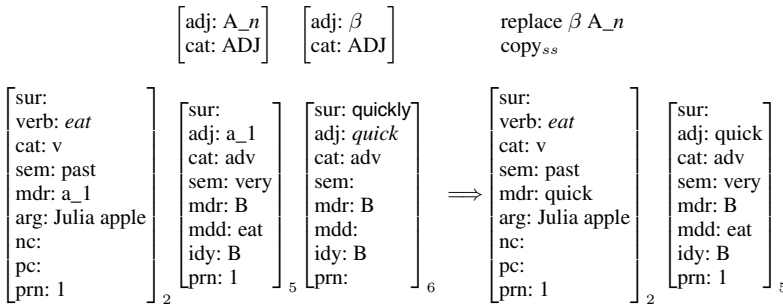 adj: A_n adj: β replace β A_n
cat: ADJ cat: ADJ copyss
sur:
verb: eat
cat: v
sem: past
mdr: a_1
arg: Julia apple
nc:
pc:
prn: 1
2
sur:
adj: a_1
cat: adv
sem: very
mdr: B
mdd: eat
idy: B
prn: 1
5
sur: quickly
adj: quick
cat: adv
sem:
mdr: B
mdd:
idy: B
prn:
6
⟹
sur:
verb: eat
cat: v
sem: past
mdr: quick
arg: Julia apple
nc:
pc:
prn: 1
2
sur:
adj: quick
cat: adv
sem: very
mdr: B
mdd: eat
idy: B
prn: 1
5